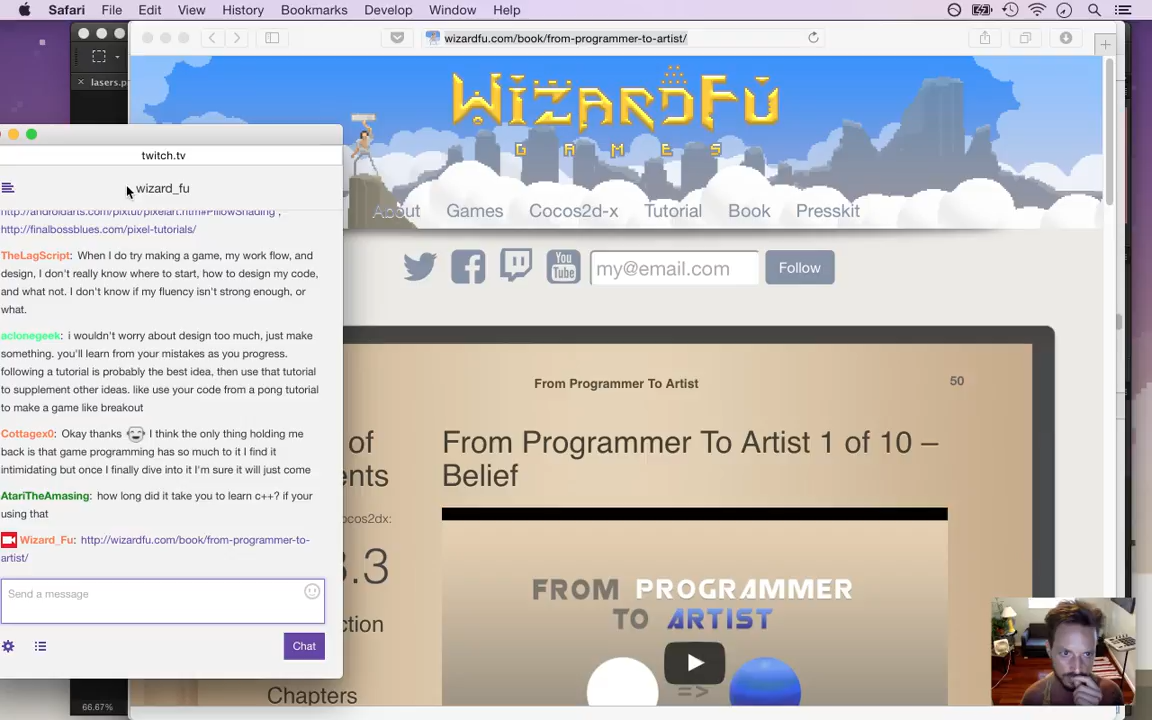 Safari File Edit View History Bookmarks Develop Window Help
lasers.p
wizardfu.com/book/from-programmer-to-artist/
WIZARDFU
GAMES
About Games Cocos2d-x Tutorial Book Presskit
my@email.com Follow
twitch.tv
wizard_fu
http://androidarts.com/pixtut/pixelart.htm#PillowShading ,
http://finalbossblues.com/pixel-tutorials/
TheLagScript: When I do try making a game, my work flow, and
design, I don't really know where to start, how to design my code,
and what not. I don't know if my fluency isn't strong enough, or
what.
aclonegeek: i wouldn't worry about design too much, just make
something. you'll learn from your mistakes as you progress.
following a tutorial is probably the best idea, then use that tutorial
to supplement other ideas. like use your code from a pong tutorial
to make a game like breakout
Cottagex0: Okay thanks I think the only thing holding me
back is that game programming has so much to it I find it
intimidating but once I finally dive into it I'm sure it will just come
AtariTheAmasing: how long did it take you to learn c++? if your
using that
Wizard_Fu: http://wizardfu.com/book/from-programmer-to-
artist/
Send a message
Chat
66.67%
From Programmer To Artist 50
of
ents
ocos2dx:
3.3
ction
Chapters
From Programmer To Artist 1 of 10 –
Belief
FROM PROGRAMMER
TO ARTIST
=>